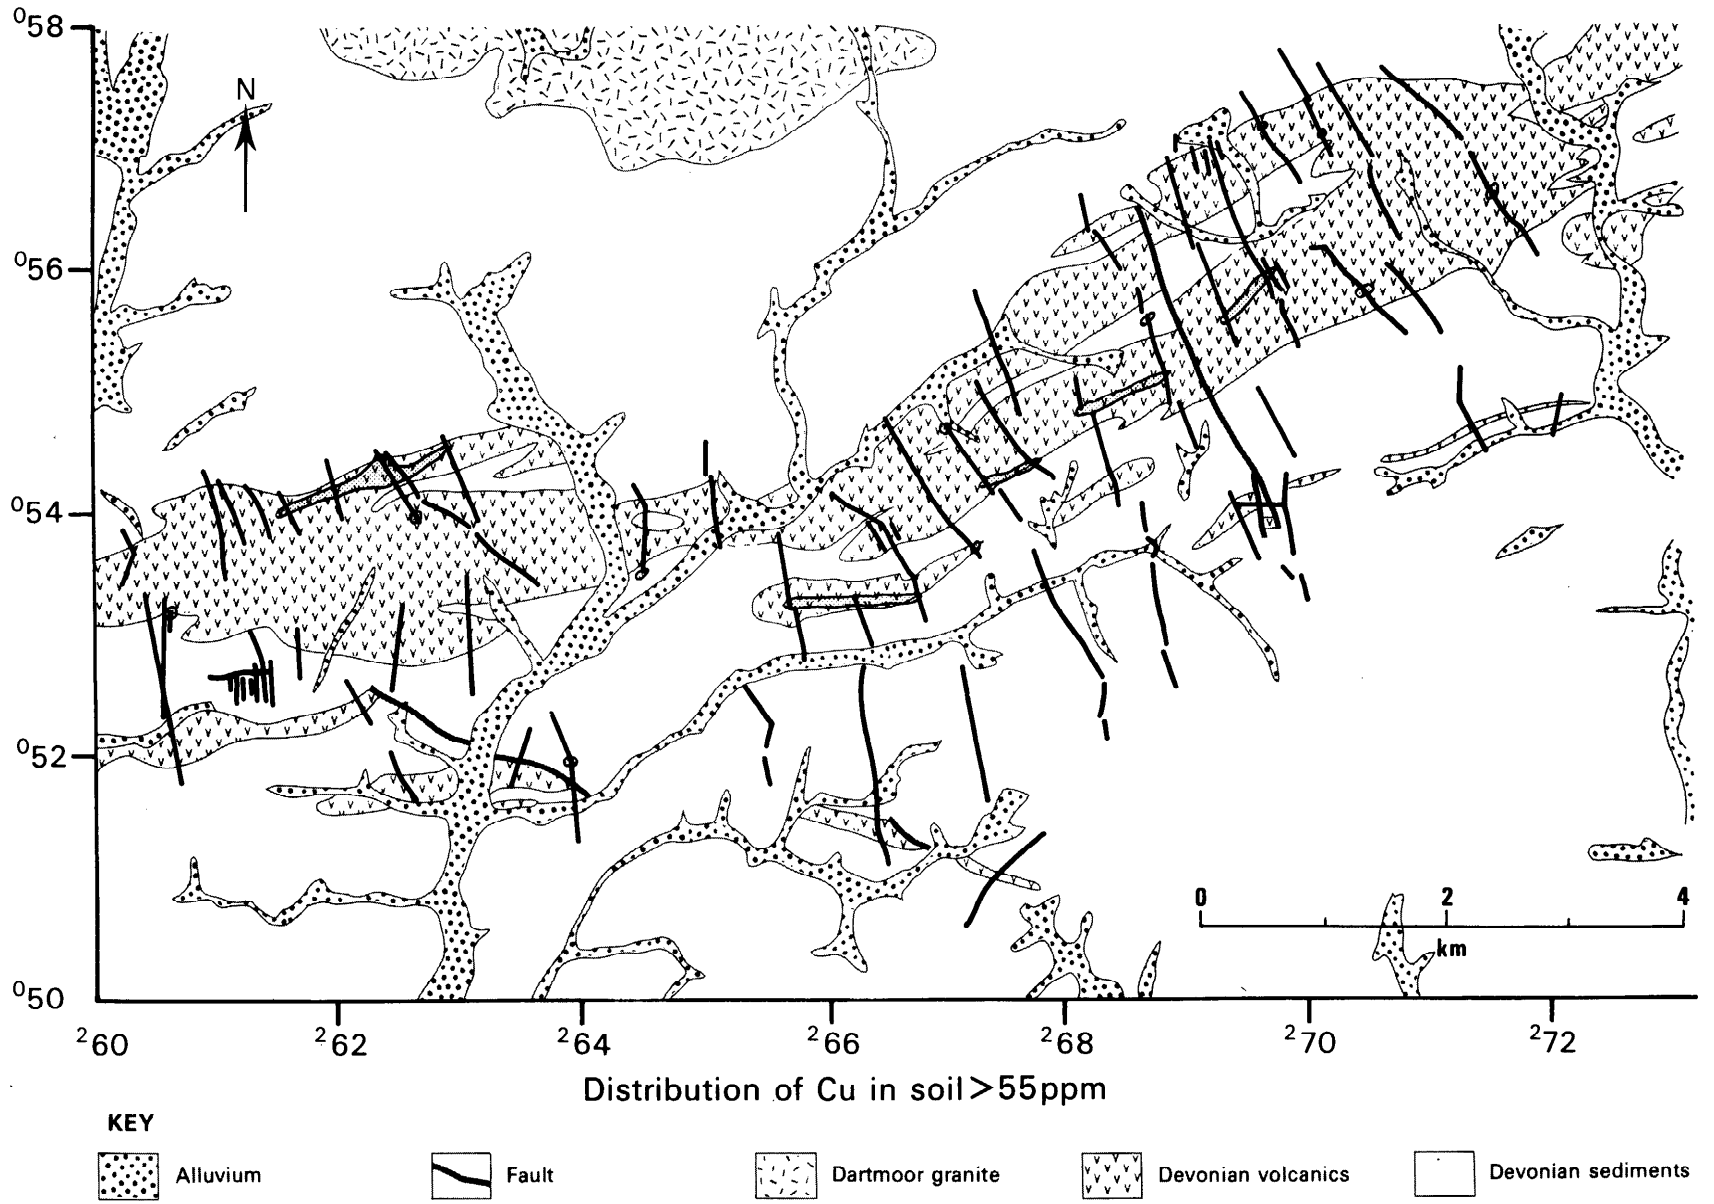 ⁰58
N
⁰56
⁰54
⁰52
0 2 4
km
⁰50
²60 ²62 ²64 ²66 ²68 ²70 ²72
Distribution of Cu in soil>55ppm
KEY
Alluvium Fault Dartmoor granite Devonian volcanics Devonian sediments